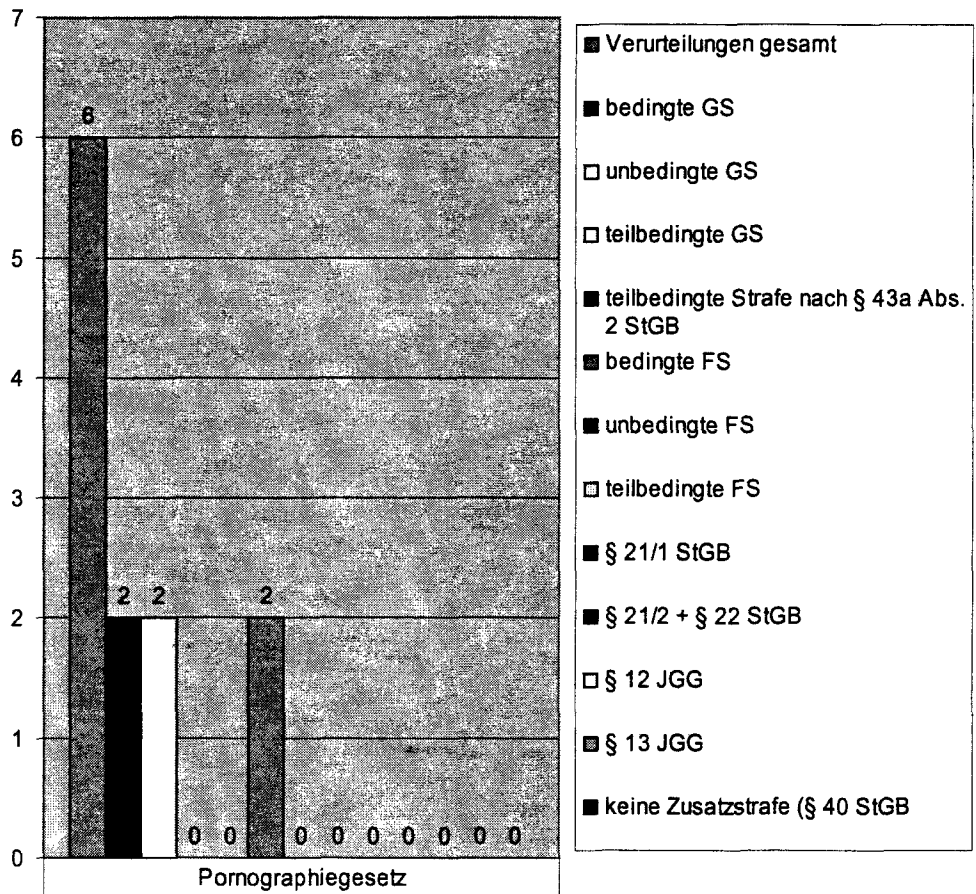 7
6
5
4
3
2
1
0
6
2 2 2
0 0 0 0 0 0 0 0 0
Pornographiegesetz
Verurteilungen gesamt
bedingte GS
unbedingte GS
teilbedingte GS
teilbedingte Strafe nach § 43a Abs.
2 StGB
bedingte FS
unbedingte FS
teilbedingte FS
§ 21/1 StGB
§ 21/2 + § 22 StGB
§ 12 JGG
§ 13 JGG
keine Zusatzstrafe (§ 40 StGB